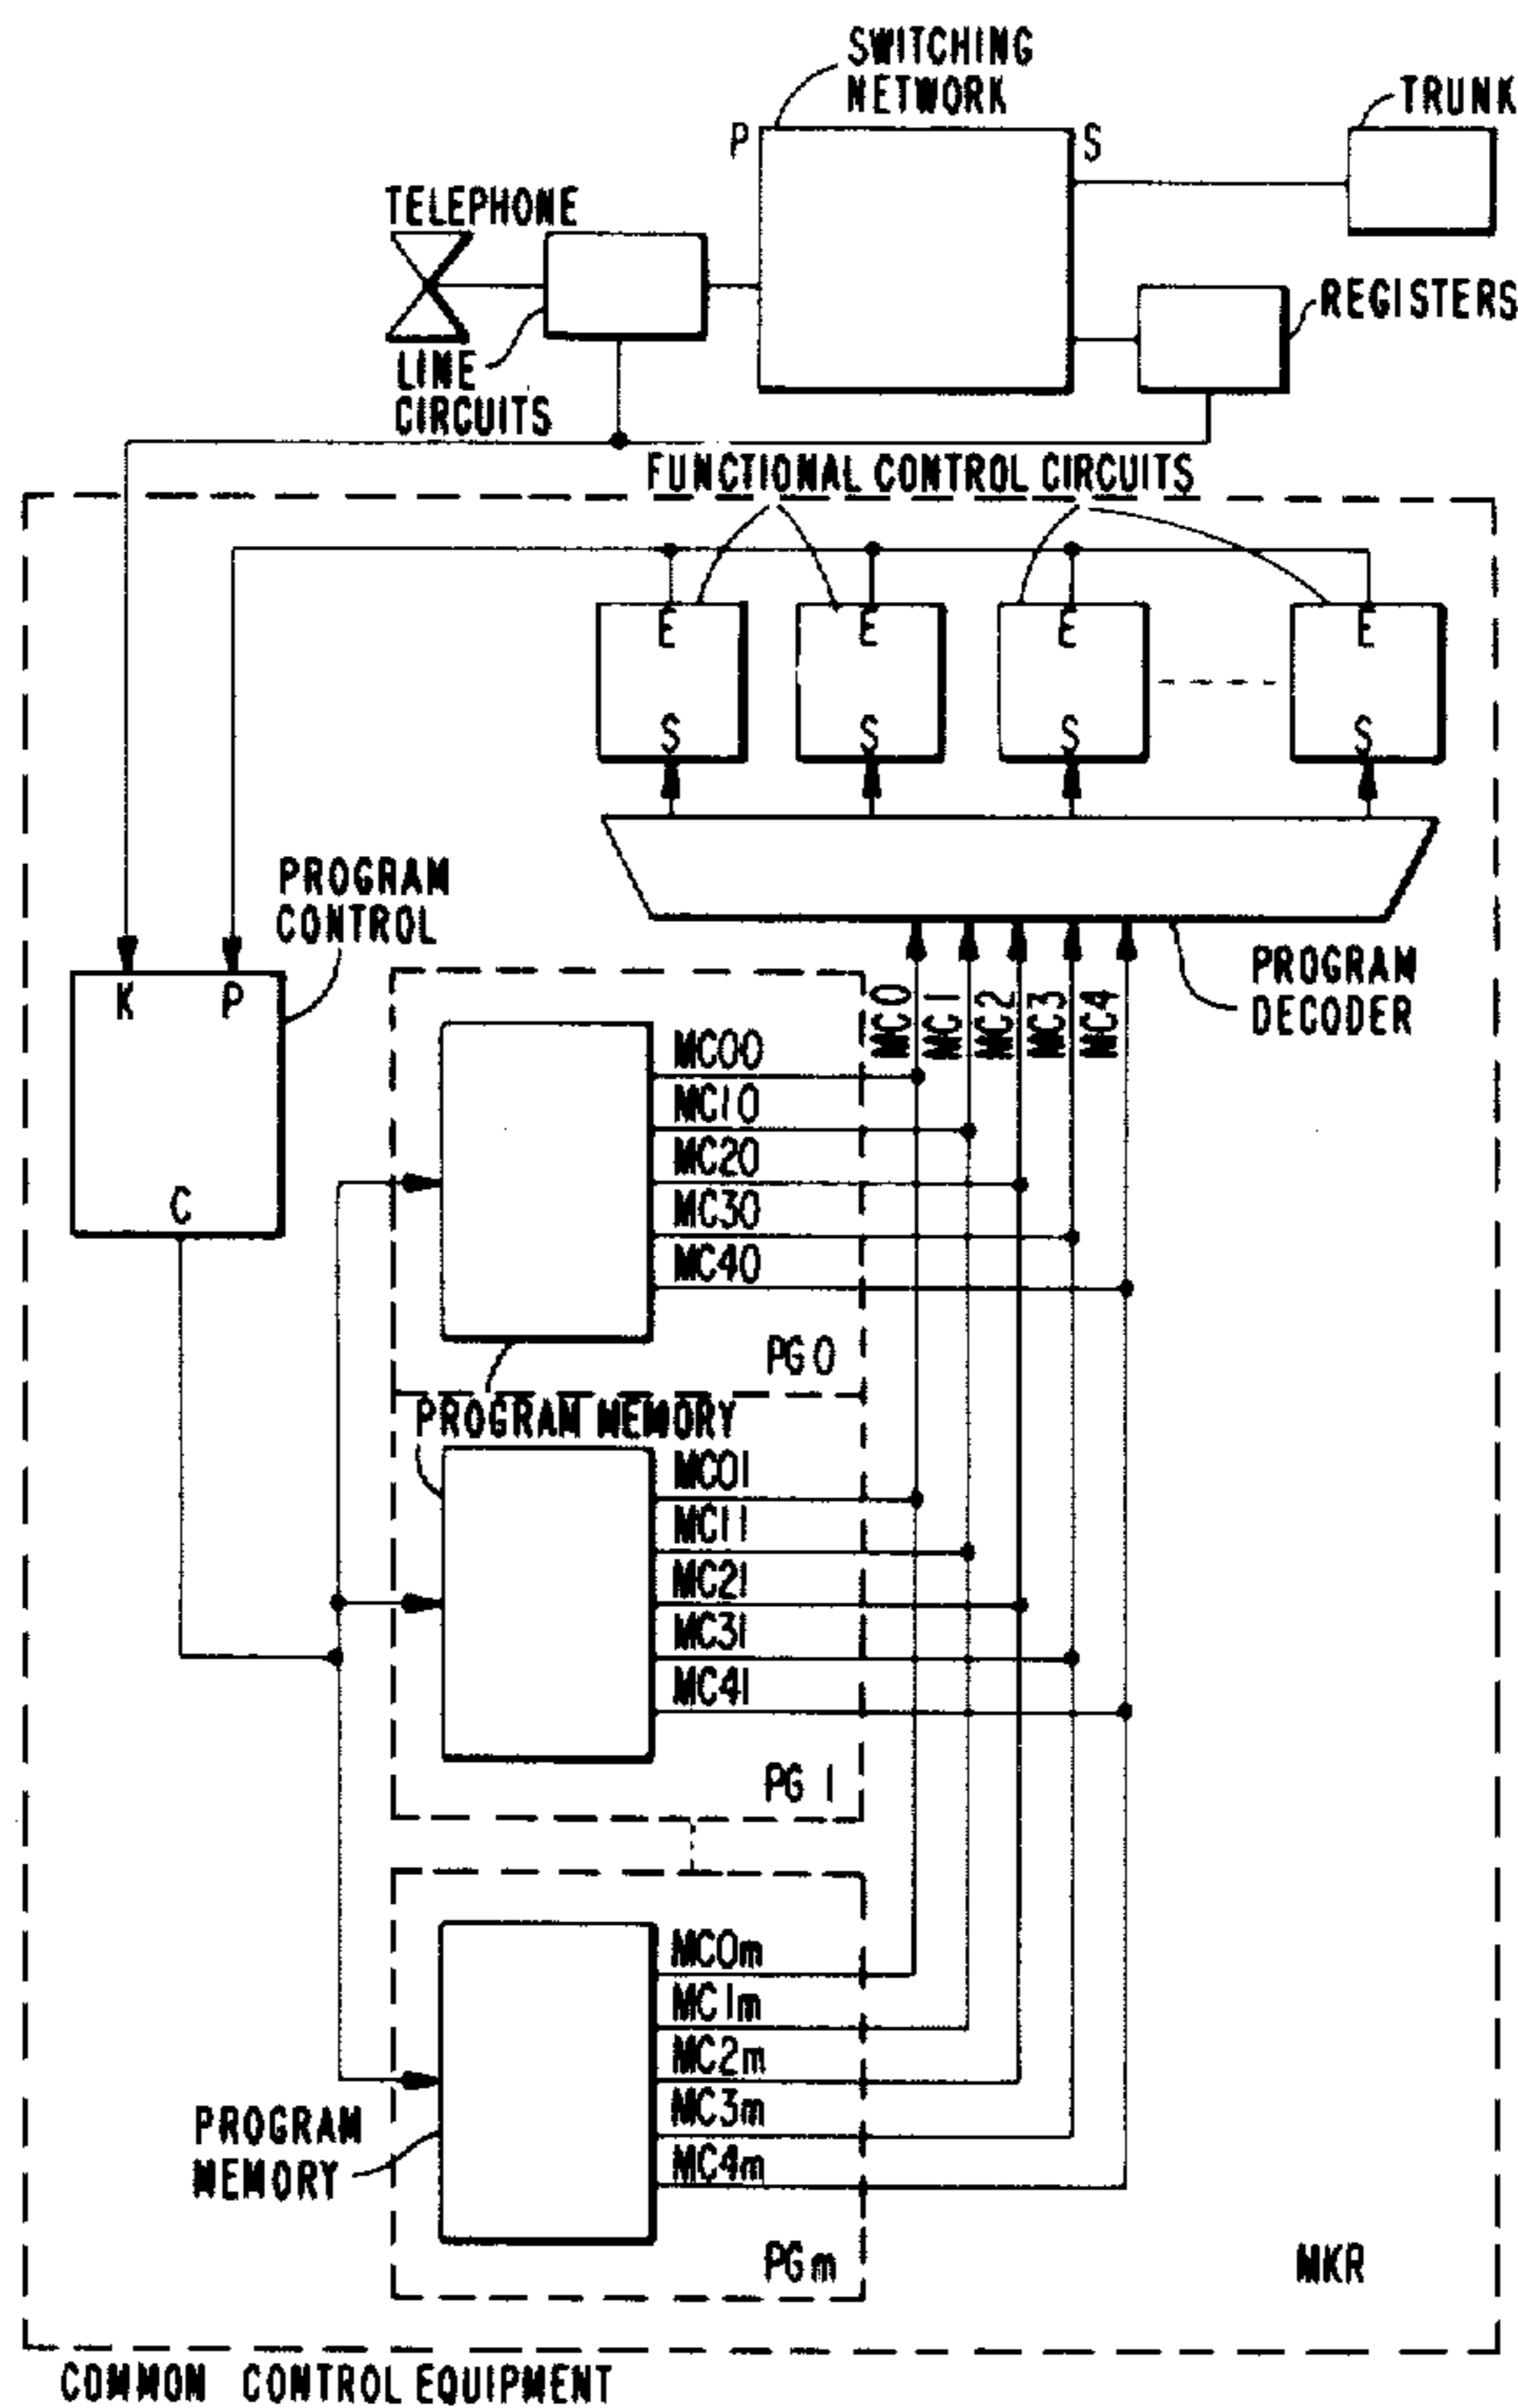 SWITCHING
NETWORK
TRUNK
P
S
TELEPHONE
REGISTERS
LINE
CIRCUITS
FUNCTIONAL CONTROL CIRCUITS
E
E
E
E
S
S
S
S
PROGRAM
CONTROL
PROGRAM
DECODER
K
P
C
MC0
MC1
MC2
MC3
MC4
MC00
MC10
MC20
MC30
MC40
PG 0
PROGRAM MEMORY
MC01
MC11
MC21
MC31
MC41
PG 1
MC0m
MC1m
MC2m
MC3m
MC4m
PROGRAM
MEMORY
PGm
MKR
COMMON CONTROL EQUIPMENT